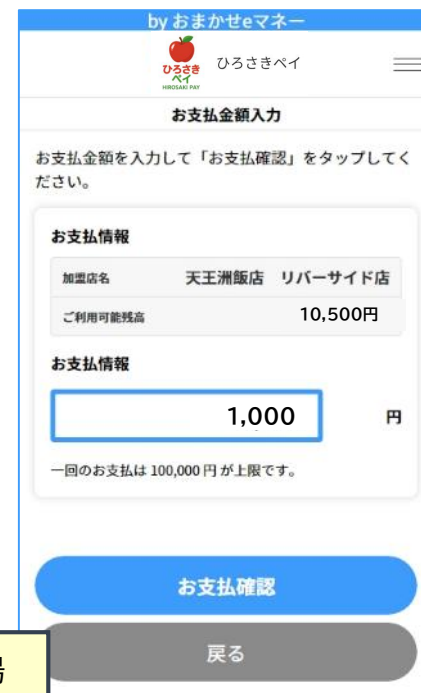 by おまかせeマネー
ひろさき
ペイ
HIROSAKI PAY
ひろさきペイ
お支払金額入力
お支払金額を入力して「お支払確認」をタップしてく
ださい。
お支払情報
加盟店名 天王洲飯店 リバーサイド店
ご利用可能残高 10,500円
お支払情報
1,000 円
一回のお支払は 100,000 円 が上限です。
お支払確認
戻る
場